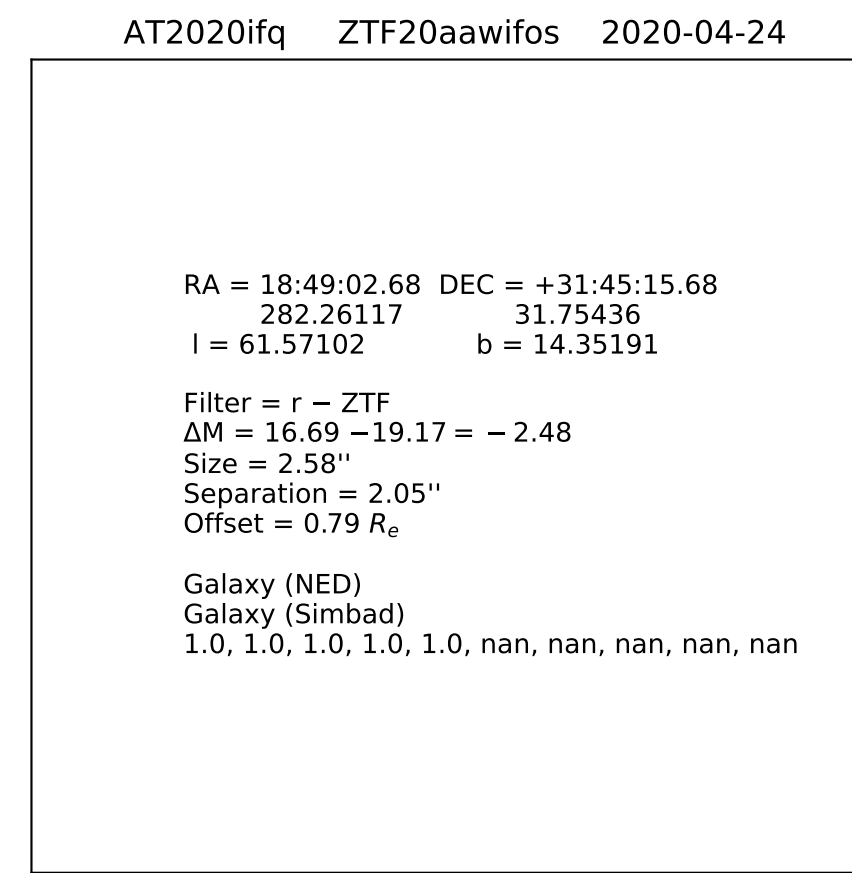 AT2020ifq ZTF20aawifos 2020-04-24
RA = 18:49:02.68 DEC = +31:45:15.68
282.26117 31.75436
l = 61.57102 b = 14.35191
Filter = r − ZTF
ΔM = 16.69 −19.17 = − 2.48
Size = 2.58''
Separation = 2.05''
Offset = 0.79 Re
Galaxy (NED)
Galaxy (Simbad)
1.0, 1.0, 1.0, 1.0, 1.0, nan, nan, nan, nan, nan